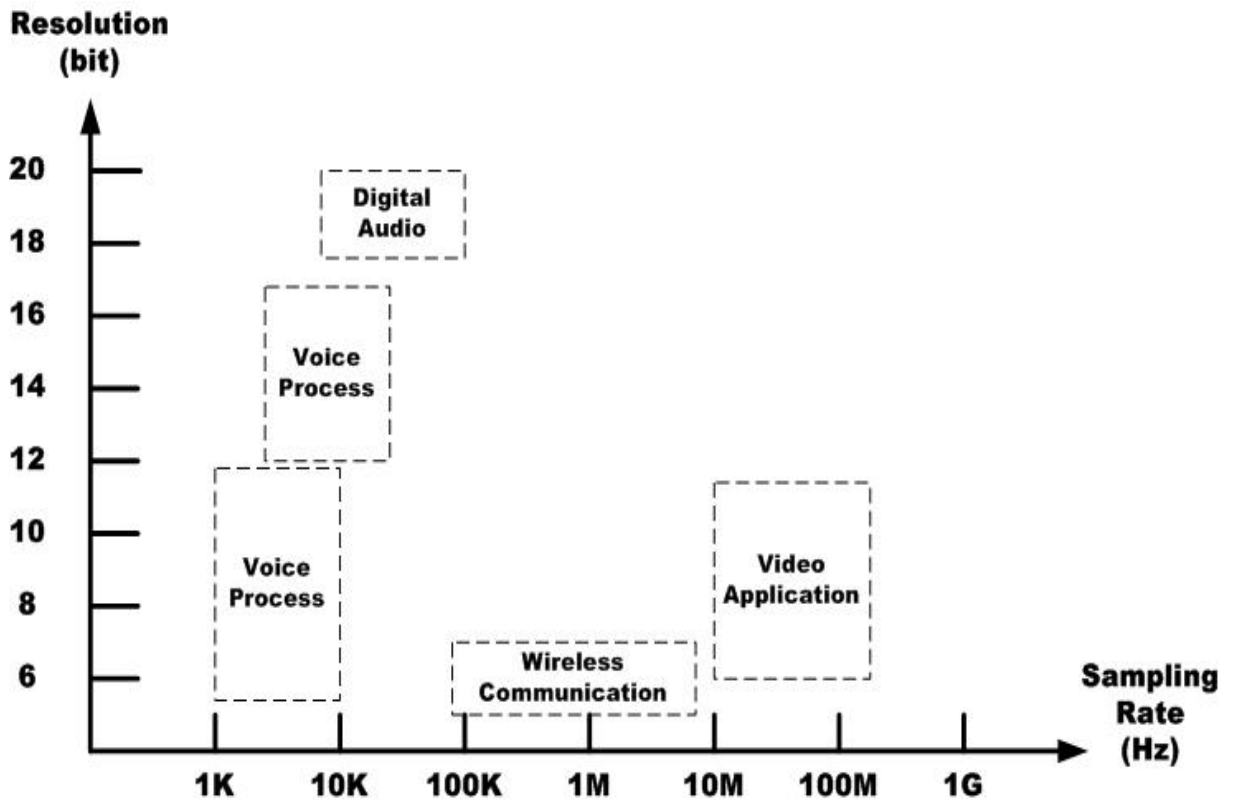 Resolution
(bit)
20
18
16
14
12
10
8
6
Digital
Audio
Voice
Process
Voice
Process
Video
Application
Wireless
Communication
Sampling
Rate
(Hz)
1K
10K
100K
1M
10M
100M
1G